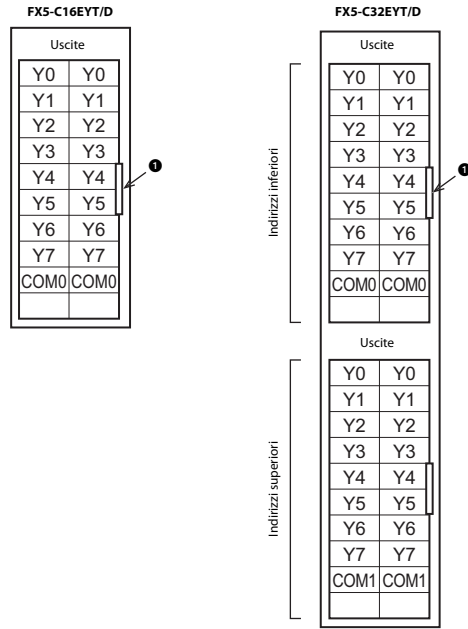 FX5-C16EYT/D
Uscite
Y0 Y0
Y1 Y1
Y2 Y2
Y3 Y3
Y4 Y4
Y5 Y5
Y6 Y6
Y7 Y7
COM0 COM0
❶
FX5-C32EYT/D
Indirizzi inferiori
Uscite
Y0 Y0
Y1 Y1
Y2 Y2
Y3 Y3
Y4 Y4
Y5 Y5
Y6 Y6
Y7 Y7
COM0 COM0
❶
Indirizzi superiori
Uscite
Y0 Y0
Y1 Y1
Y2 Y2
Y3 Y3
Y4 Y4
Y5 Y5
Y6 Y6
Y7 Y7
COM1 COM1